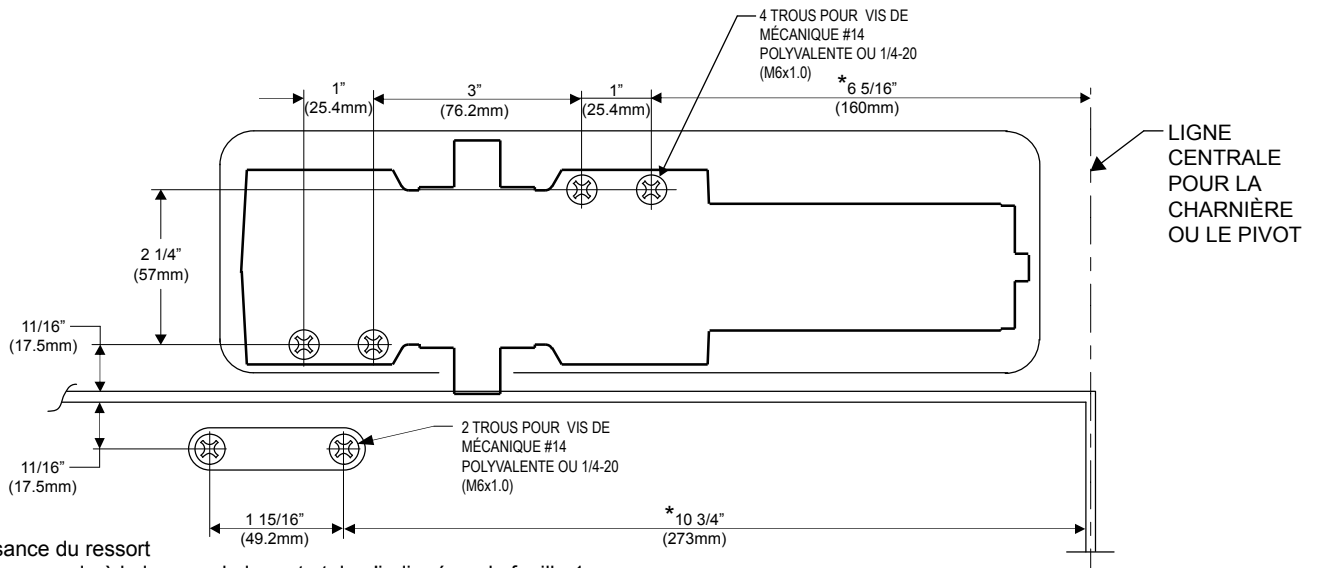 4 TROUS POUR VIS DE
MÉCANIQUE #14
POLYVALENTE OU 1/4-20
(M6x1.0)
1”
(25.4mm)
3”
(76.2mm)
1”
(25.4mm)
*6 5/16”
(160mm)
LIGNE
CENTRALE
POUR LA
CHARNIÈRE
OU LE PIVOT
2 1/4”
(57mm)
11/16”
(17.5mm)
2 TROUS POUR VIS DE
MÉCANIQUE #14
POLYVALENTE OU 1/4-20
(M6x1.0)
11/16”
(17.5mm)
1 15/16”
(49.2mm)
*10 3/4”
(273mm)
sance du ressort